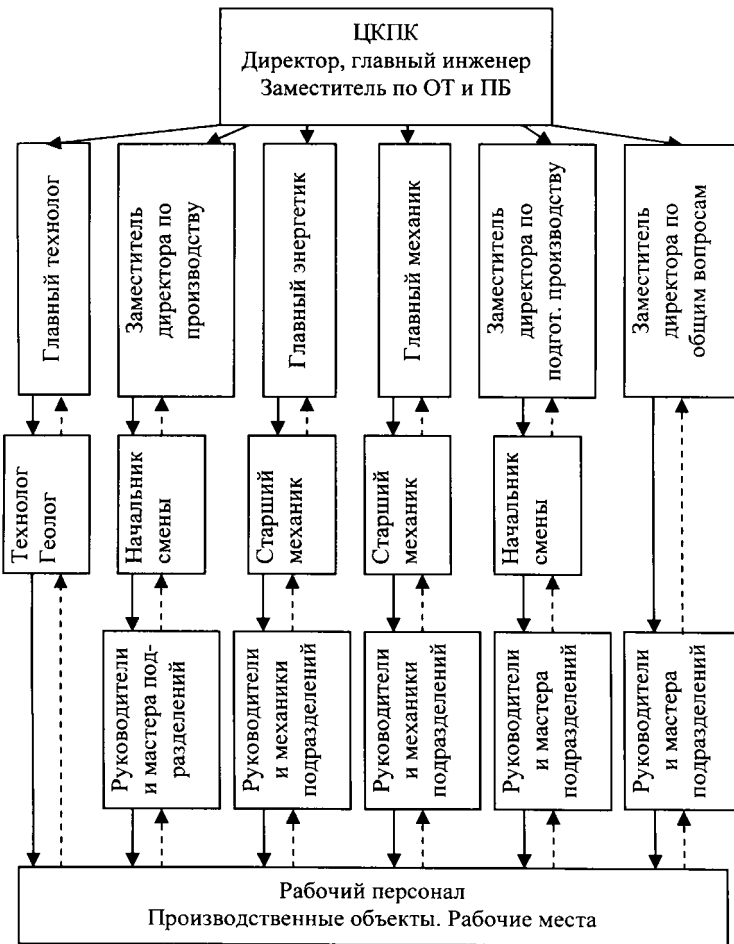 ЦКПК
Директор, главный инженер
Заместитель по ОТ и ПБ
Главный технолог
Заместитель
директора по
производству
Главный энергетик
Главный механик
Заместитель
директора по
подгот. производству
Заместитель
директора по
общим вопросам
Технолог
Геолог
Начальник
смены
Старший
механик
Старший
механик
Начальник
смены
Руководители
и мастера под-
разделений
Руководители
и механики
подразделений
Руководители
и механики
подразделений
Руководители
и мастера
подразделений
Руководители
и мастера
подразделений
Рабочий персонал
Производственные объекты. Рабочие места